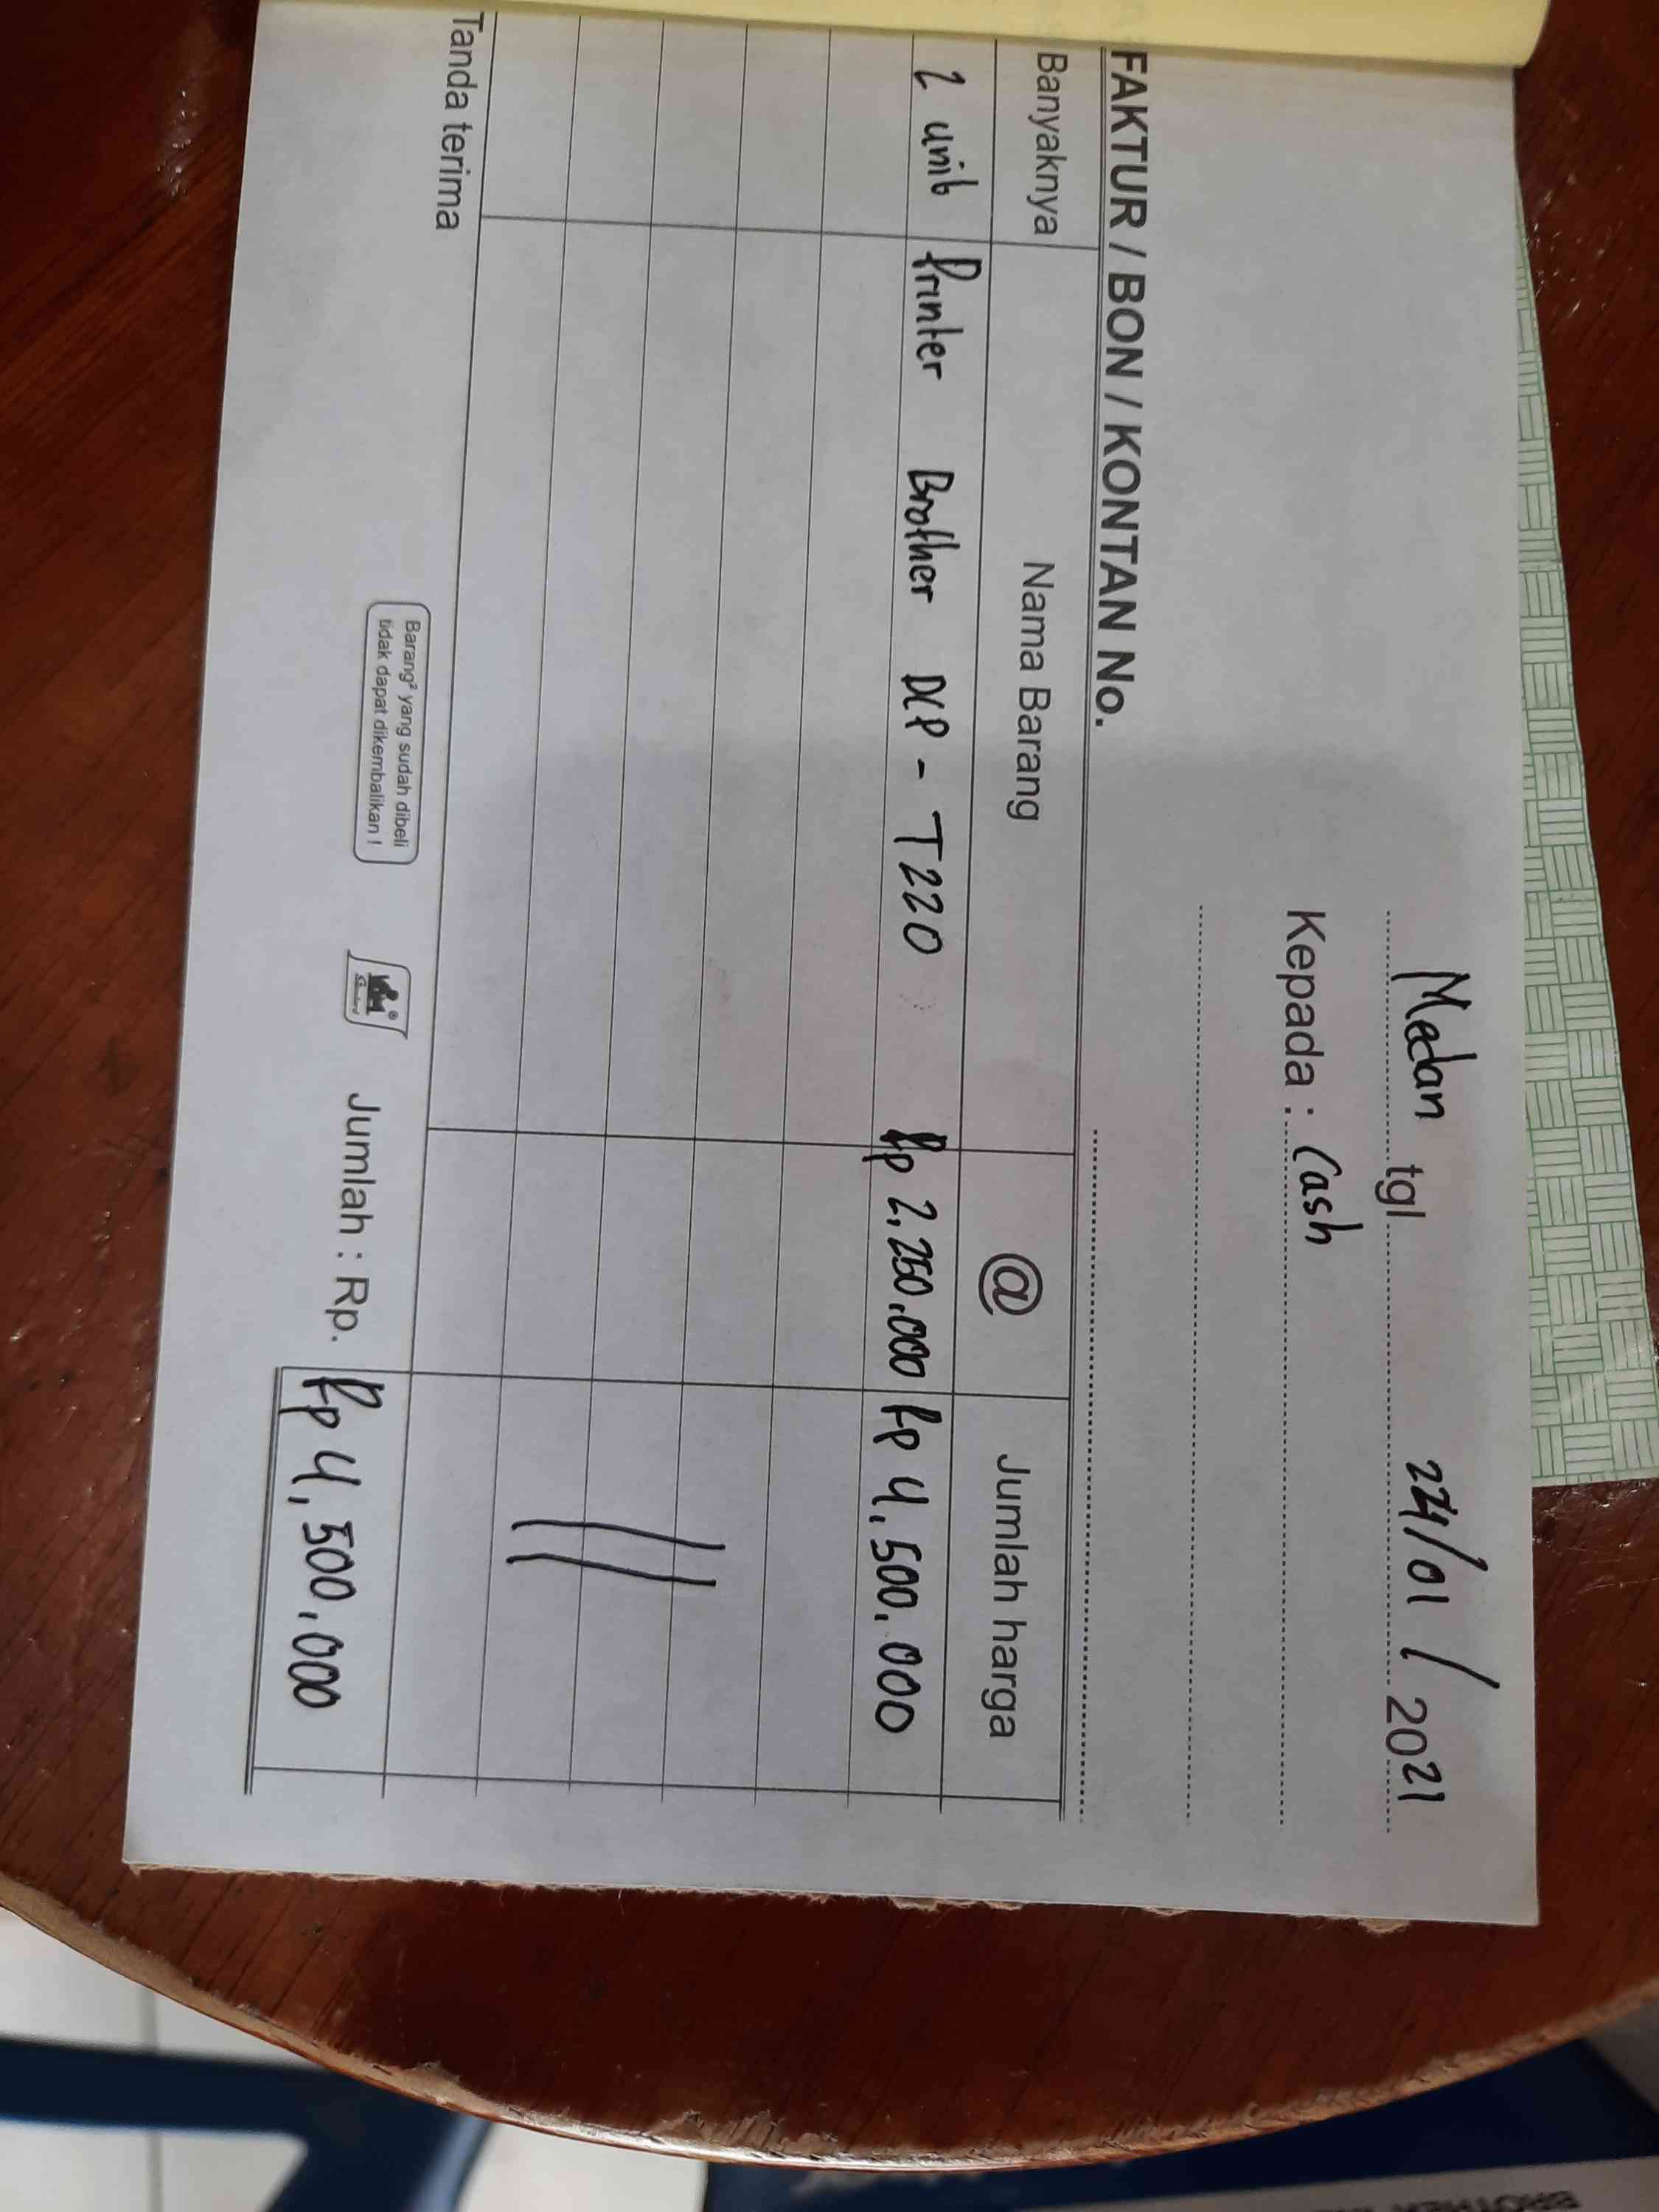 Medan tgl 24/01/2021
Kepada : Cash
FAKTUR / BON / KONTAN No.
Banyaknya Nama Barang @ Jumlah harga
2 unit Printer Brother DCP - T220 Rp 2.250.000 Rp 4.500.000
Tanda terima
Barang² yang sudah dibeli
tidak dapat dikembalikan !
Jumlah : Rp. Rp 4,500.000